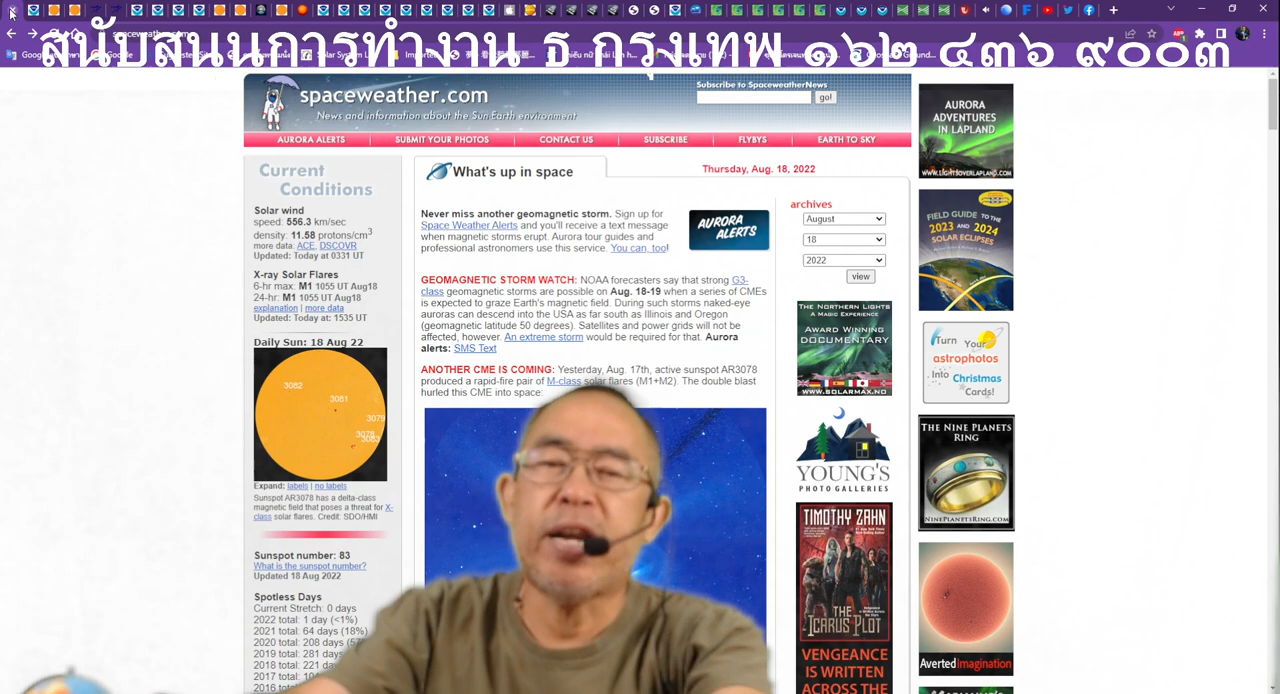 สนับสนุนการทำงาน ธ กรุงเทพ ๑๖๒ ๔๓๖ ๙๐๐๓
Subscribe to SpaceweatherNews
go!
spaceweather.com
News and information about the Sun-Earth environment
AURORA ALERTS | SUBMIT YOUR PHOTOS | CONTACT US | SUBSCRIBE | FLYBYS | EARTH TO SKY
Current
Conditions
Solar wind
speed: 556.3 km/sec
density: 11.58 protons/cm3
more data: ACE, DSCOVR
Updated: Today at 0331 UT
X-ray Solar Flares
6-hr max: M1 1055 UT Aug18
24-hr: M1 1055 UT Aug18
explanation | more data
Updated: Today at: 1535 UT
Daily Sun: 18 Aug 22
3082
3081
3079
3078
Expand: labels | no labels
Sunspot AR3078 has a delta-class
magnetic field that poses a threat for X-
class solar flares. Credit: SDO/HMI
Sunspot number: 83
What is the sunspot number?
Updated 18 Aug 2022
Spotless Days
Current Stretch: 0 days
2022 total: 1 day (<1%)
2021 total: 64 days (18%)
2020 total: 208 days
2019 total: 281 days
2018 total: 221
2017 total:
2016 total:
What's up in space
Thursday, Aug. 18, 2022
Never miss another geomagnetic storm. Sign up for
Space Weather Alerts and you'll receive a text message
when magnetic storms erupt. Aurora tour guides and
professional astronomers use this service. You can, too!
AURORA
ALERTS
GEOMAGNETIC STORM WATCH: NOAA forecasters say that strong G3-
class geomagnetic storms are possible on Aug. 18-19 when a series of CMEs
is expected to graze Earth's magnetic field. During such storms naked-eye
auroras can descend into the USA as far south as Illinois and Oregon
(geomagnetic latitude 50 degrees). Satellites and power grids will not be
affected, however. An extreme storm would be required for that. Aurora
alerts: SMS Text
ANOTHER CME IS COMING: Yesterday, Aug. 17th, active sunspot AR3078
produced a rapid-fire pair of M-class solar flares (M1+M2). The double blast
hurled this CME into space:
archives
August
18
2022
view
THE NORTHERN LIGHTS
A MAGIC EXPERIENCE
AWARD WINNING
DOCUMENTARY
WWW.SOLARMAX.NO
YOUNG'S
PHOTO GALLERIES
TIMOTHY ZAHN
THE
ICARUS PLOT
VENGEANCE
IS WRITTEN
ACROSS THE
AURORA
ADVENTURES
IN LAPLAND
WWW.LIGHTSOVERLAPLAND.COM
FIELD GUIDE TO THE
2023 AND 2024
SOLAR ECLIPSES
Turn Your
astrophotos
Into Christmas
Cards!
THE NINE PLANETS
RING
NINEPLANETSRING.COM
AvertedImagination